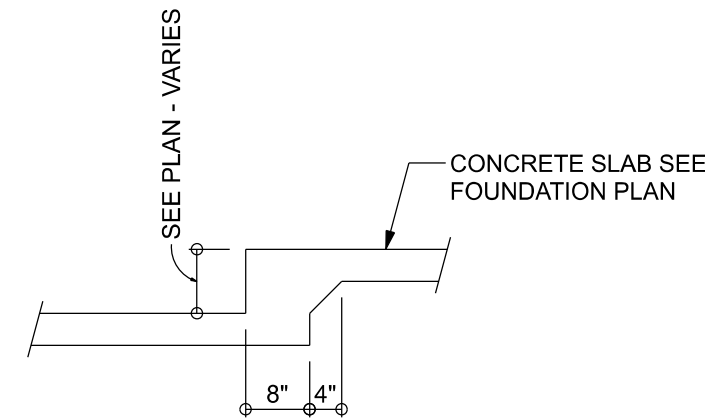 SEE PLAN - VARIES
CONCRETE SLAB SEE
FOUNDATION PLAN
8" 4"